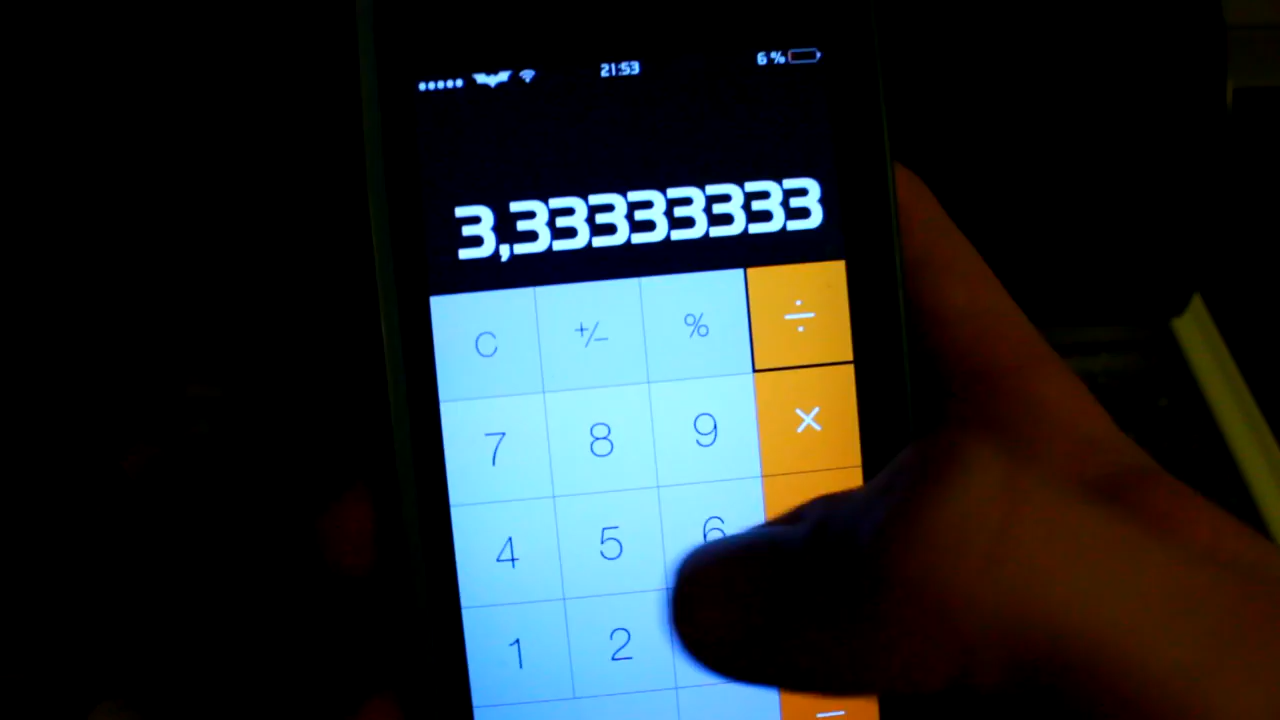 21:53 6 %
3,33333333
C +/- % ÷
7 8 9 ×
4 5 6
1 2